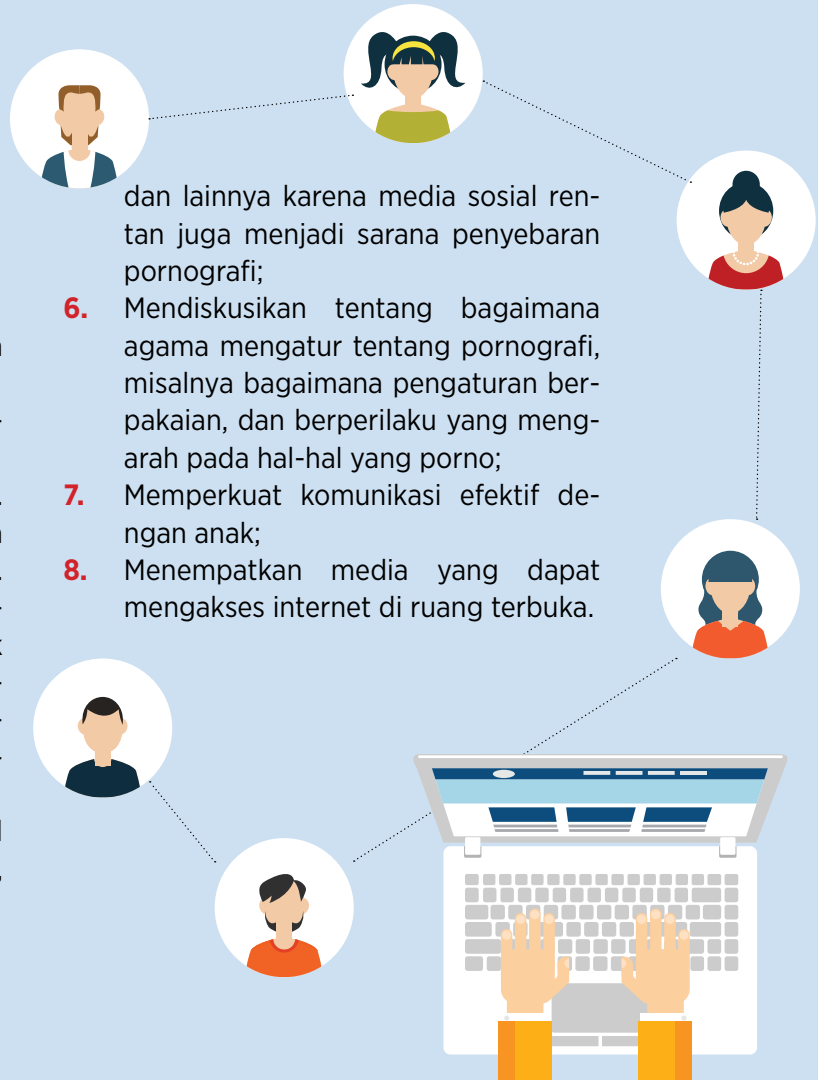 dan lainnya karena media sosial ren-
tan juga menjadi sarana penyebaran
pornografi;
6. Mendiskusikan tentang bagaimana
agama mengatur tentang pornografi,
misalnya bagaimana pengaturan ber-
pakaian, dan berperilaku yang meng-
arah pada hal-hal yang porno;
7. Memperkuat komunikasi efektif de-
ngan anak;
8. Menempatkan media yang dapat
mengakses internet di ruang terbuka.